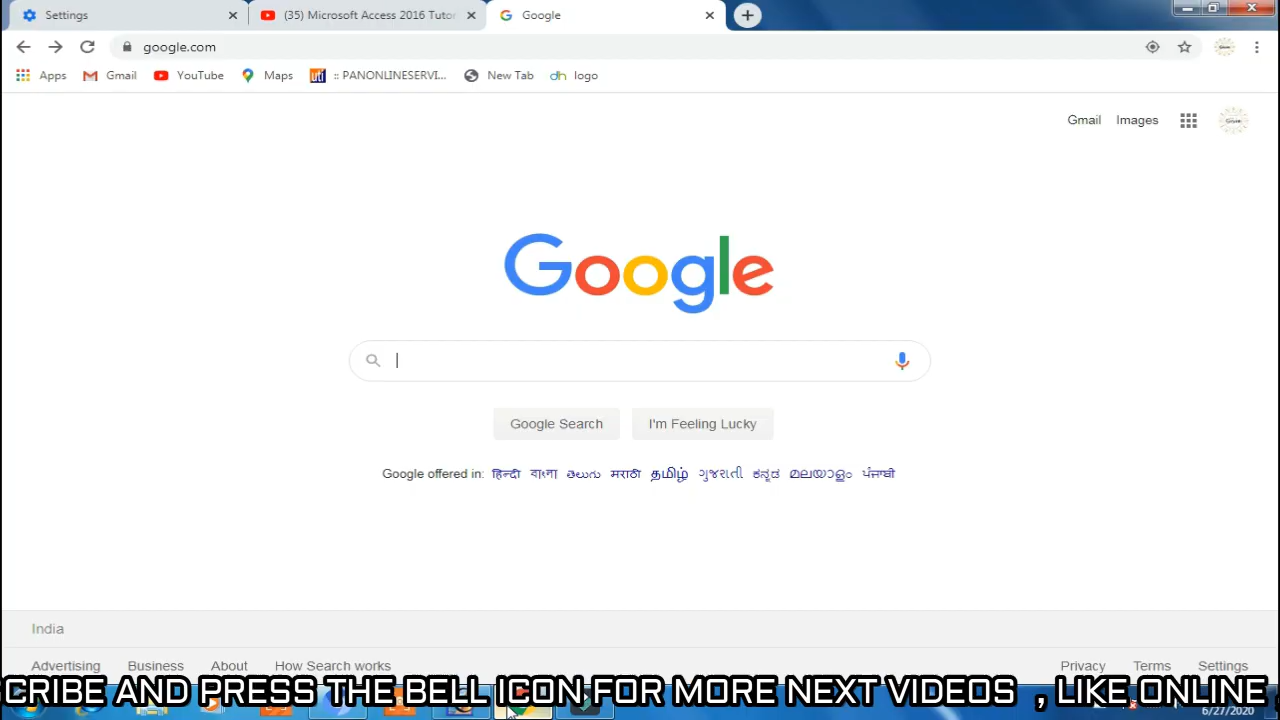 Settings
(35) Microsoft Access 2016 Tutor
Google
google.com
Apps
Gmail
YouTube
Maps
uti
:: PANONLINESERVI...
New Tab
dh logo
Gmail Images
Google
Google Search
I'm Feeling Lucky
Google offered in: हिन्दी বাংলা తెలుగు मराठी தமிழ் ગુજરાતી ಕನ್ನಡ മലയാളം ਪੰਜਾਬੀ
India
Advertising Business About How Search works
Privacy Terms Settings
CRIBE AND PRESS THE BELL ICON FOR MORE NEXT VIDEOS , LIKE ONLINE
6/27/2020